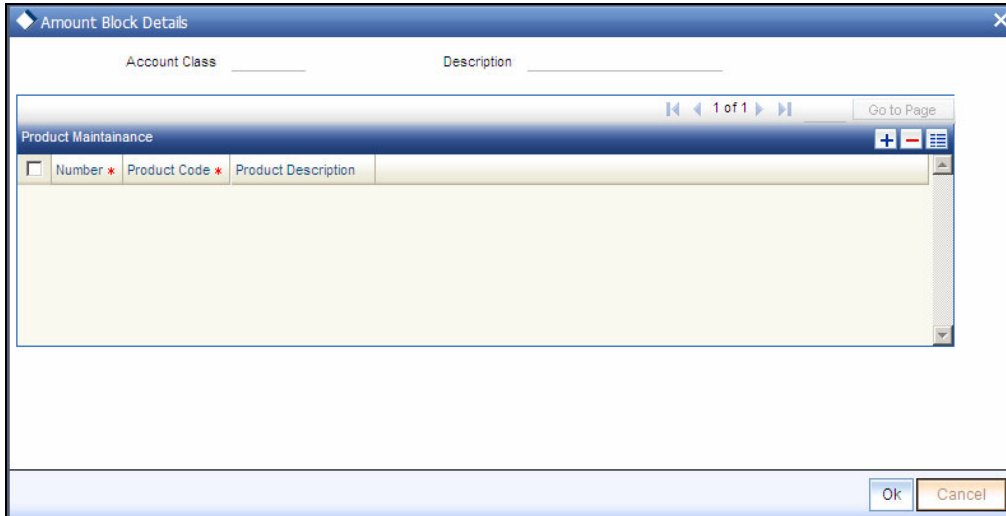 Amount Block Details
Account Class Description
1 of 1 Go to Page
Product Maintainance
Number * Product Code * Product Description
Ok Cancel